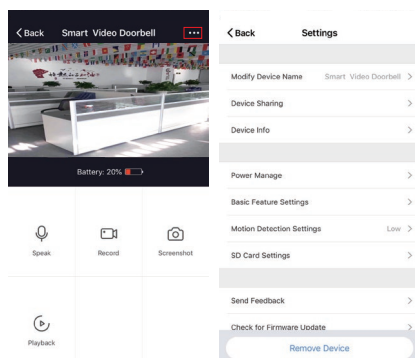 Back Smart Video Doorbell ...
Battery: 20%
Speak Record Screenshot
Playback
Back Settings
Modify Device Name Smart Video Doorbell
Device Sharing
Device Info
Power Manage
Basic Feature Settings
Motion Detection Settings Low
SD Card Settings
Send Feedback
Check for Firmware Update
Remove Device